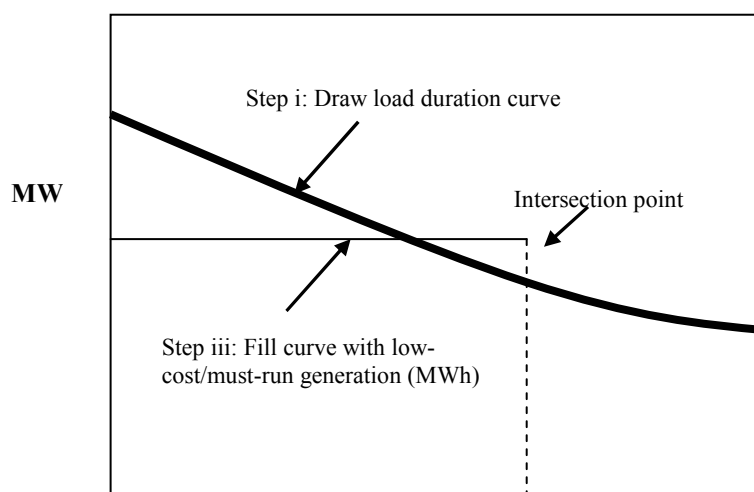 Step i: Draw load duration curve
MW
Intersection point
Step iii: Fill curve with low-
cost/must-run generation (MWh)